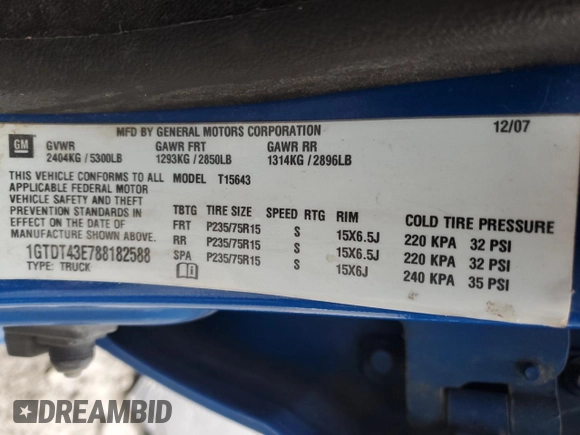 MFD BY GENERAL MOTORS CORPORATION 12/07
GM GVWR GAWR FRT GAWR RR
2404KG / 5300LB 1293KG / 2850LB 1314KG / 2896LB
THIS VEHICLE CONFORMS TO ALL MODEL T15643
APPLICABLE FEDERAL MOTOR
VEHICLE SAFETY AND THEFT
PREVENTION STANDARDS IN
EFFECT ON THE DATE OF
MANUFACTURE SHOWN ABOVE.
1GTDT43E788182588
TYPE: TRUCK
TBTG TIRE SIZE SPEED RTG RIM COLD TIRE PRESSURE
FRT P235/75R15 S 15X6.5J 220 KPA 32 PSI
RR P235/75R15 S 15X6.5J 220 KPA 32 PSI
SPA P235/75R15 S 15X6J 240 KPA 35 PSI
DREAMBID